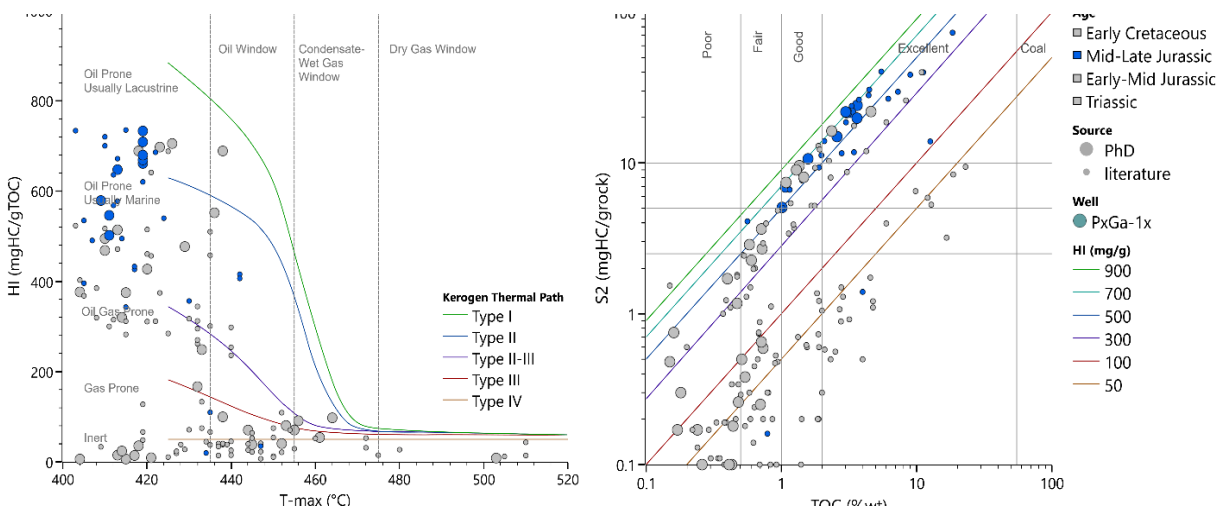 1000
800
600
400
200
0
HI (mgHC/gTOC)
400
420
440
460
480
500
520
T-max (°C)
Oil Window
Condensate-
Wet Gas
Window
Dry Gas Window
Oil Prone
Usually Lacustrine
Oil Prone
Usually Marine
Oil Gas Prone
Gas Prone
Inert
Kerogen Thermal Path
Type I
Type II
Type II-III
Type III
Type IV
100
10
1
0.1
S2 (mgHC/grock)
0.1
1
10
100
TOC (%wt)
Poor
Fair
Good
Excellent
Coal
Age
Early Cretaceous
Mid-Late Jurassic
Early-Mid Jurassic
Triassic
Source
PhD
literature
Well
PxGa-1x
HI (mg/g)
900
700
500
300
100
50